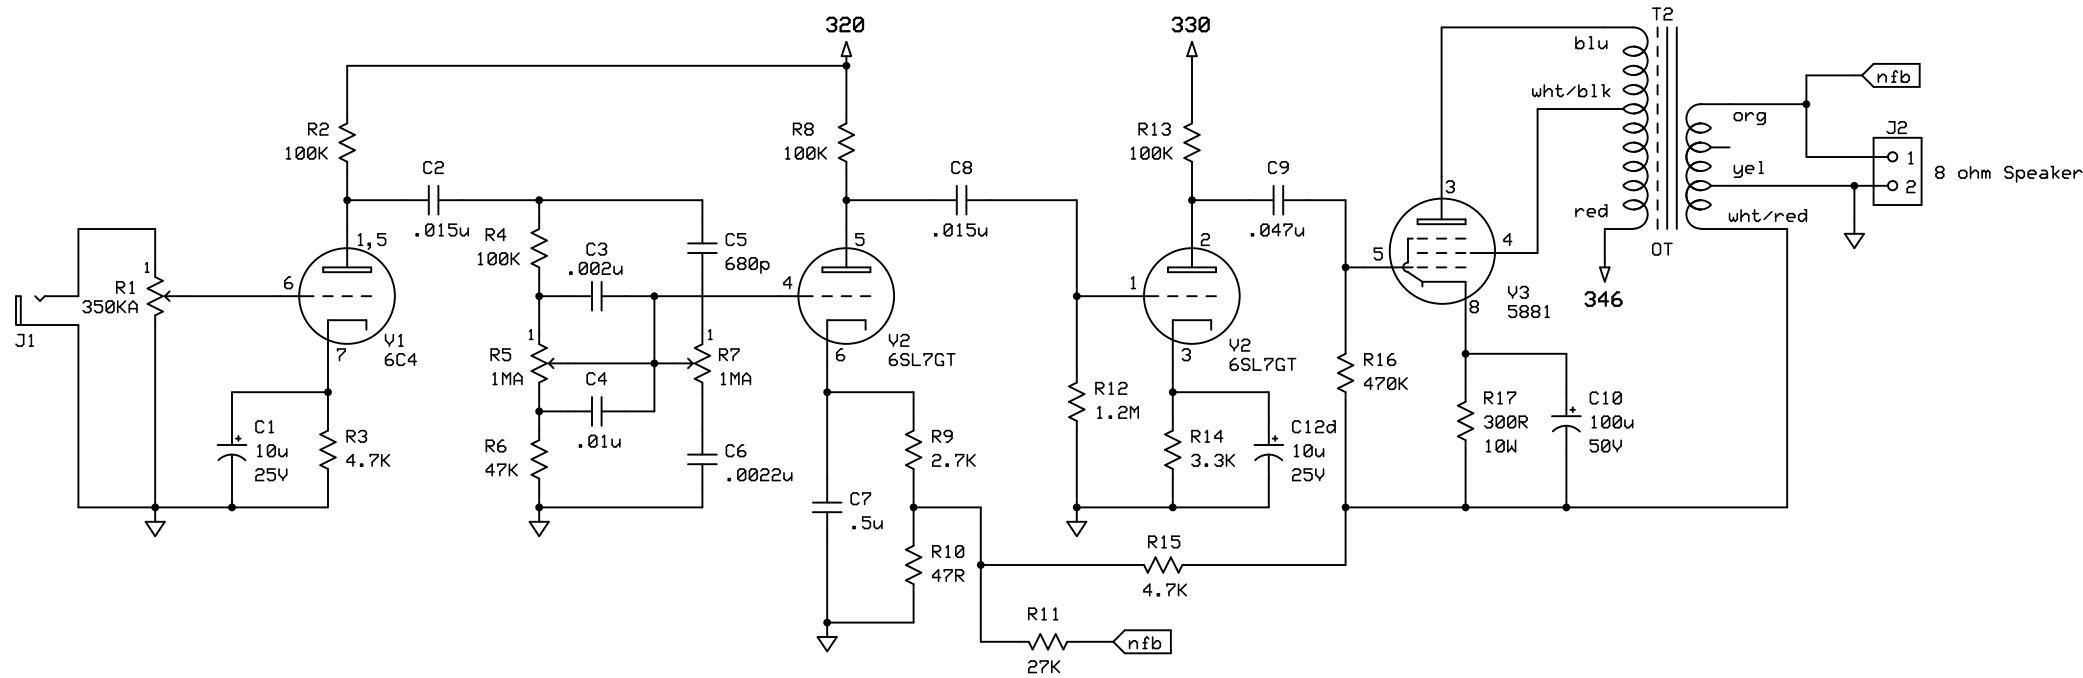 320
330
T2
blu
nfb
wht/blk
org
J2
R2
100K
R8
100K
R13
100K
1
2
8 ohm Speaker
C2
.015u
C8
.015u
C9
.047u
yel
red
wht/red
OT
346
3
4
5
8
V3
5881
J1
1
R1
350KA
6
1,5
7
V1
6C4
R4
100K
C3
.002u
C5
680p
1
R5
1MA
C4
.01u
1
R7
1MA
4
5
6
V2
6SL7GT
1
2
3
V2
6SL7GT
R16
470K
C1
10u
25V
+
R3
4.7K
R6
47K
C6
.0022u
R9
2.7K
R12
1.2M
R14
3.3K
+
C12d
10u
25V
R17
300R
10W
+
C10
100u
50V
C7
.5u
R10
47R
R15
4.7K
R11
27K
nfb